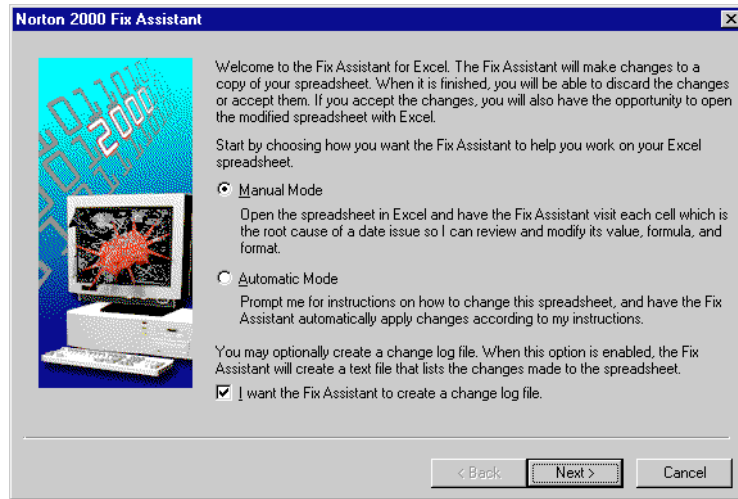 Norton 2000 Fix Assistant
Welcome to the Fix Assistant for Excel. The Fix Assistant will make changes to a
copy of your spreadsheet. When it is finished, you will be able to discard the changes
or accept them. If you accept the changes, you will also have the opportunity to open
the modified spreadsheet with Excel.
Start by choosing how you want the Fix Assistant to help you work on your Excel
spreadsheet.
Manual Mode
Open the spreadsheet in Excel and have the Fix Assistant visit each cell which is
the root cause of a date issue so I can review and modify its value, formula, and
format.
Automatic Mode
Prompt me for instructions on how to change this spreadsheet, and have the Fix
Assistant automatically apply changes according to my instructions.
You may optionally create a change log file. When this option is enabled, the Fix
Assistant will create a text file that lists the changes made to the spreadsheet.
I want the Fix Assistant to create a change log file.
< Back Next > Cancel
2000